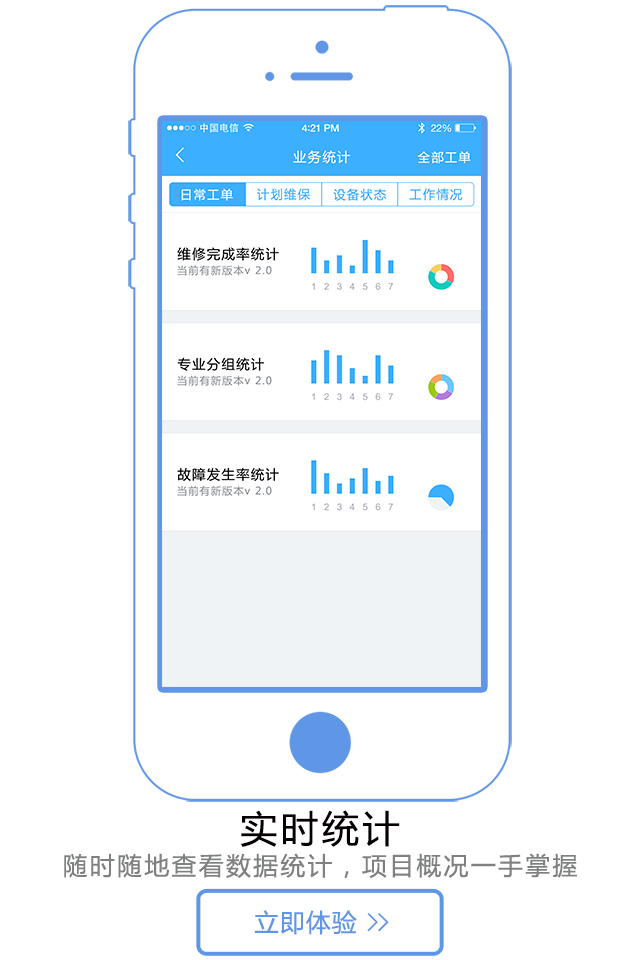 中国电信 4:21 PM 22%
业务统计 全部工单
日常工单 计划维保 设备状态 工作情况
维修完成率统计
当前有新版本v 2.0
1 2 3 4 5 6 7
专业分组统计
当前有新版本v 2.0
1 2 3 4 5 6 7
故障发生率统计
当前有新版本v 2.0
1 2 3 4 5 6 7
实时统计
随时随地查看数据统计，项目概况一手掌握
立即体验 >>